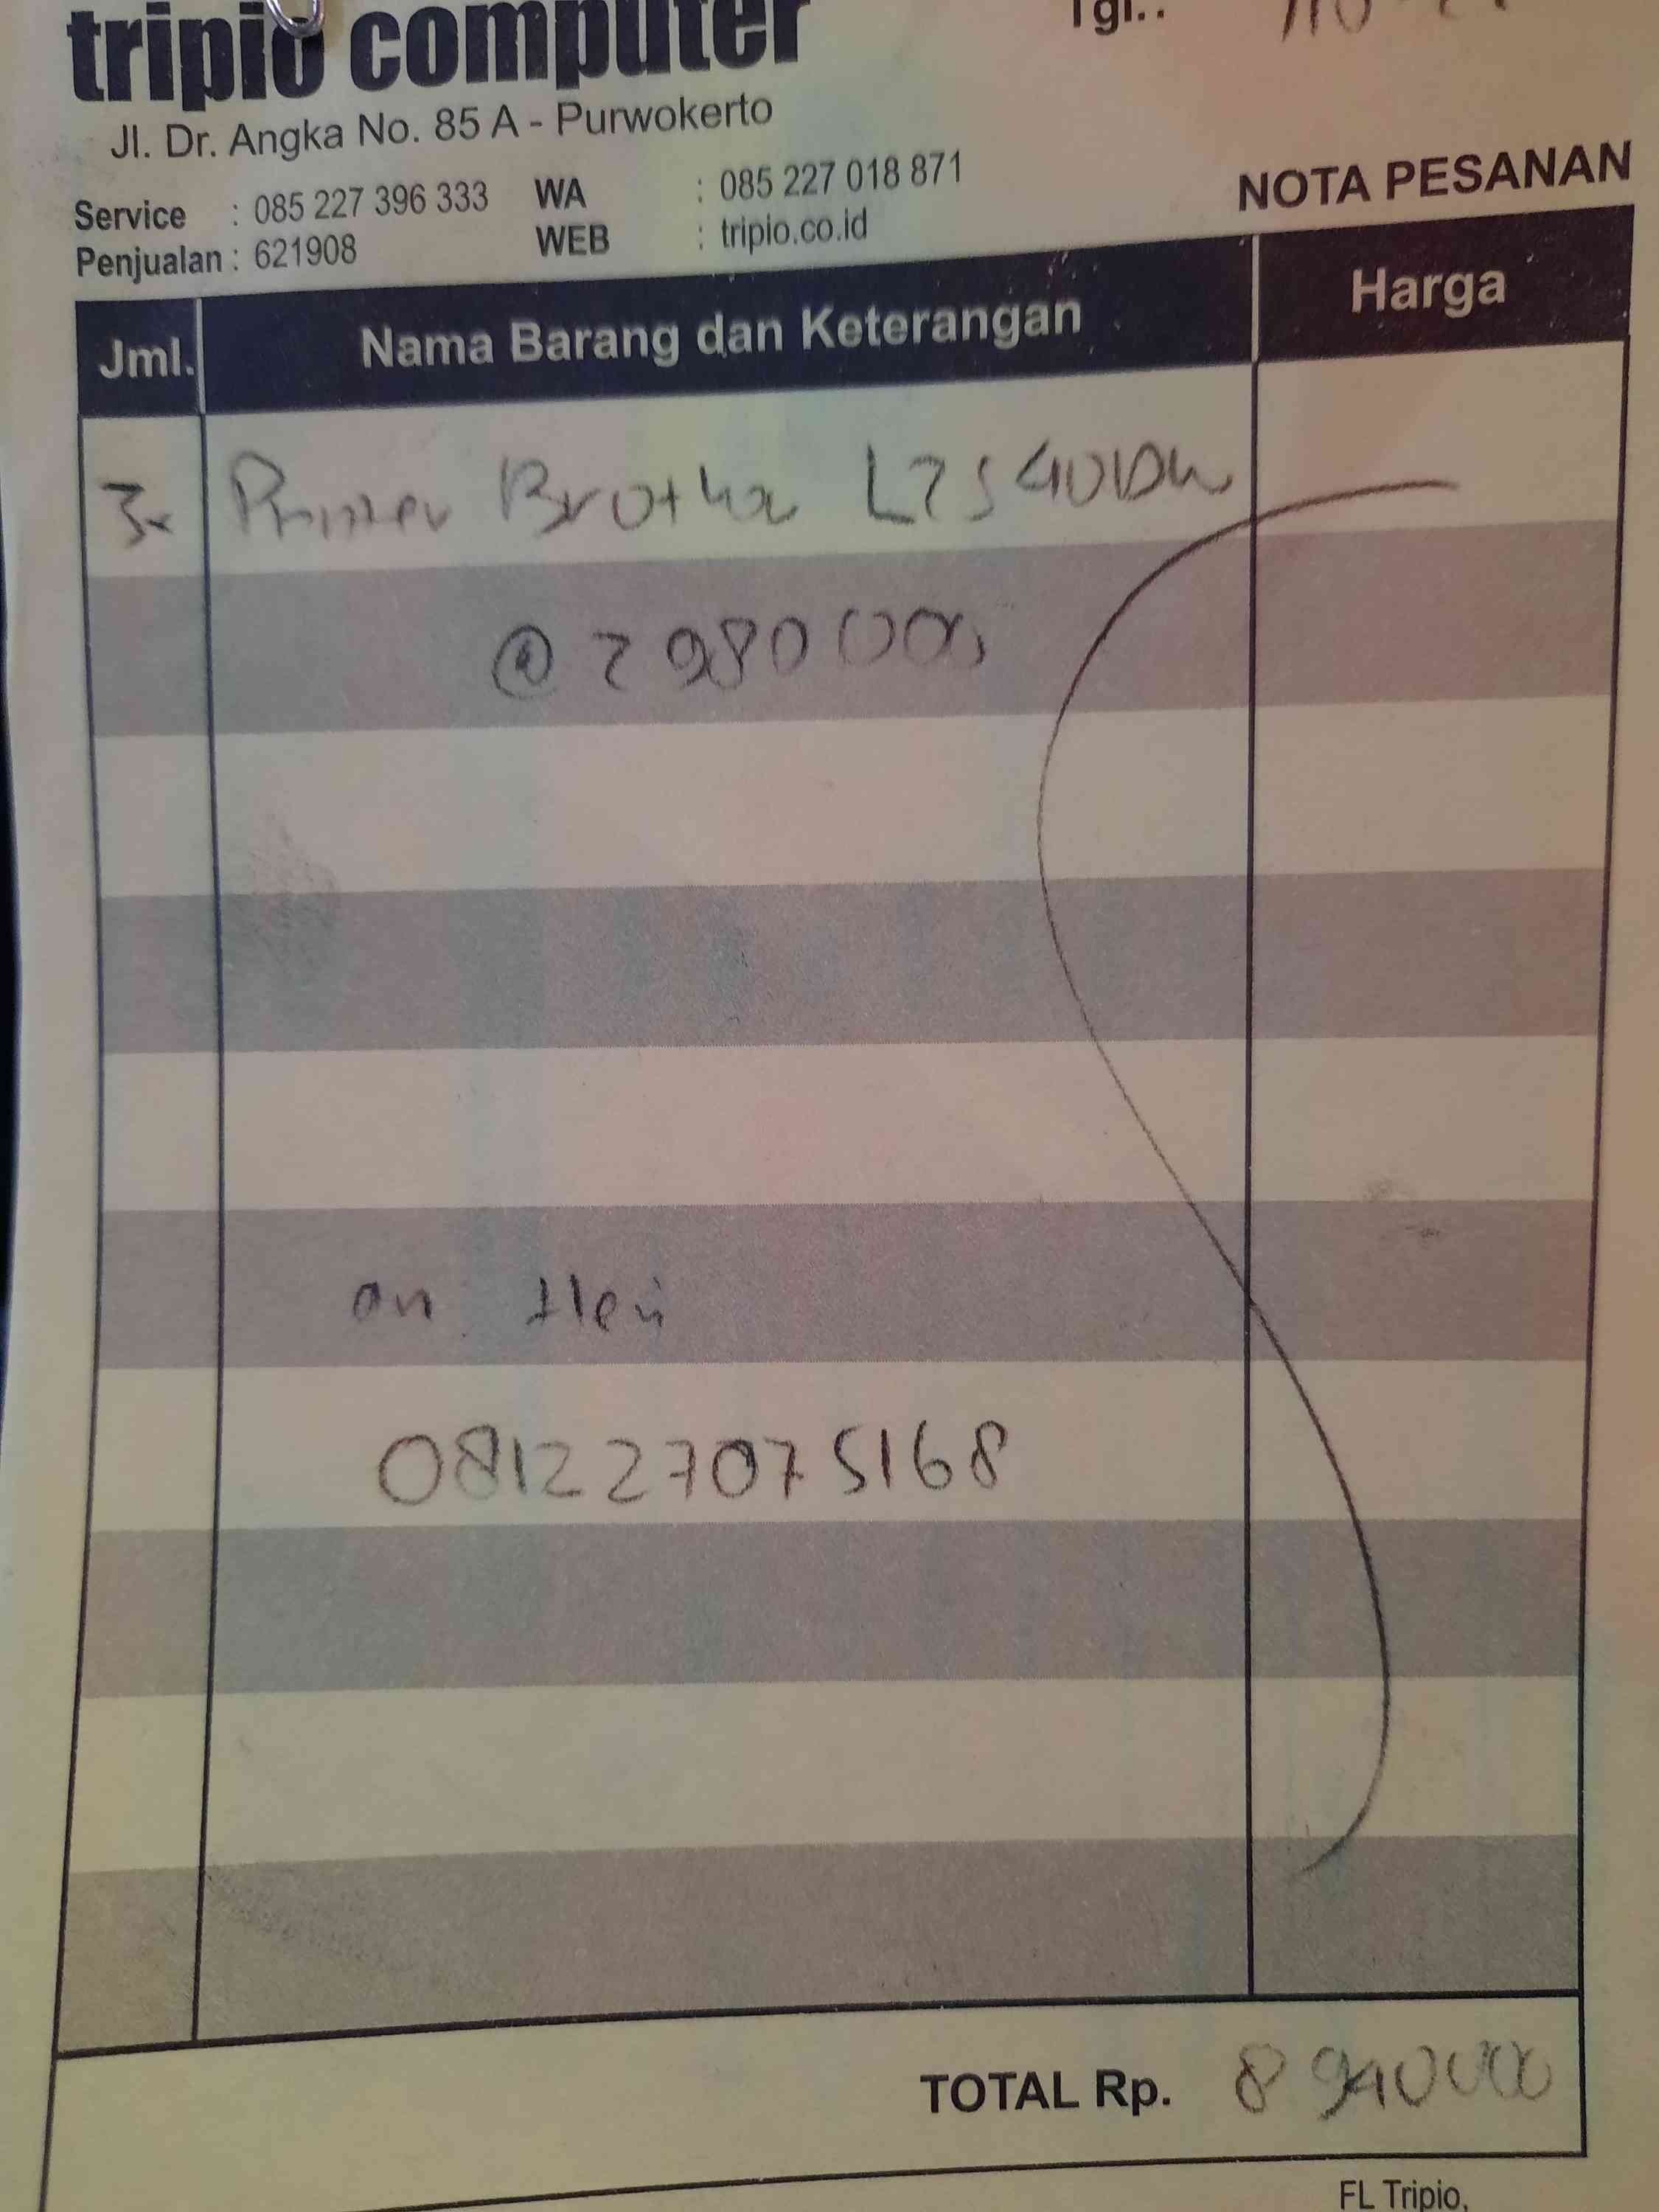 tripio computer
Tgl. :
Jl. Dr. Angka No. 85 A - Purwokerto
Service : 085 227 396 333 WA : 085 227 018 871
Penjualan : 621908 WEB : tripio.co.id
NOTA PESANAN
Jml. Nama Barang dan Keterangan Harga
3x Printer Brother L2540DW
@ 2980000
an. Heri
081227075168
TOTAL Rp. 8940000
FL Tripio,